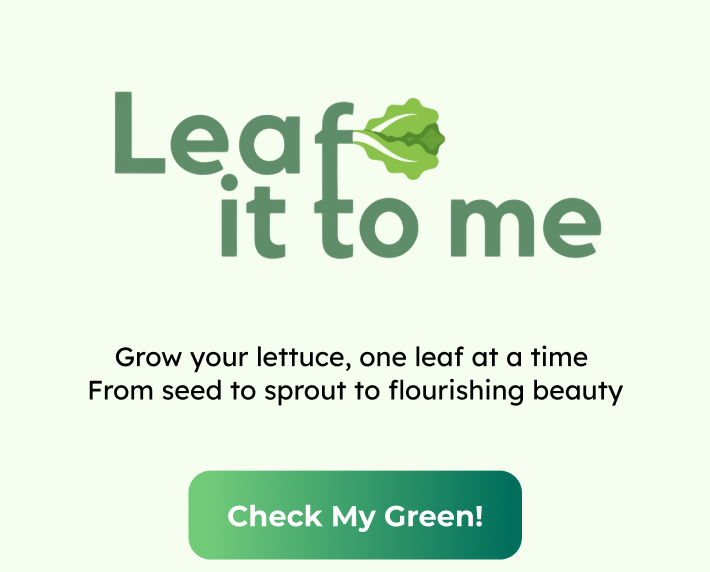 Leaf
it to me
Grow your lettuce, one leaf at a time
From seed to sprout to flourishing beauty
Check My Green!